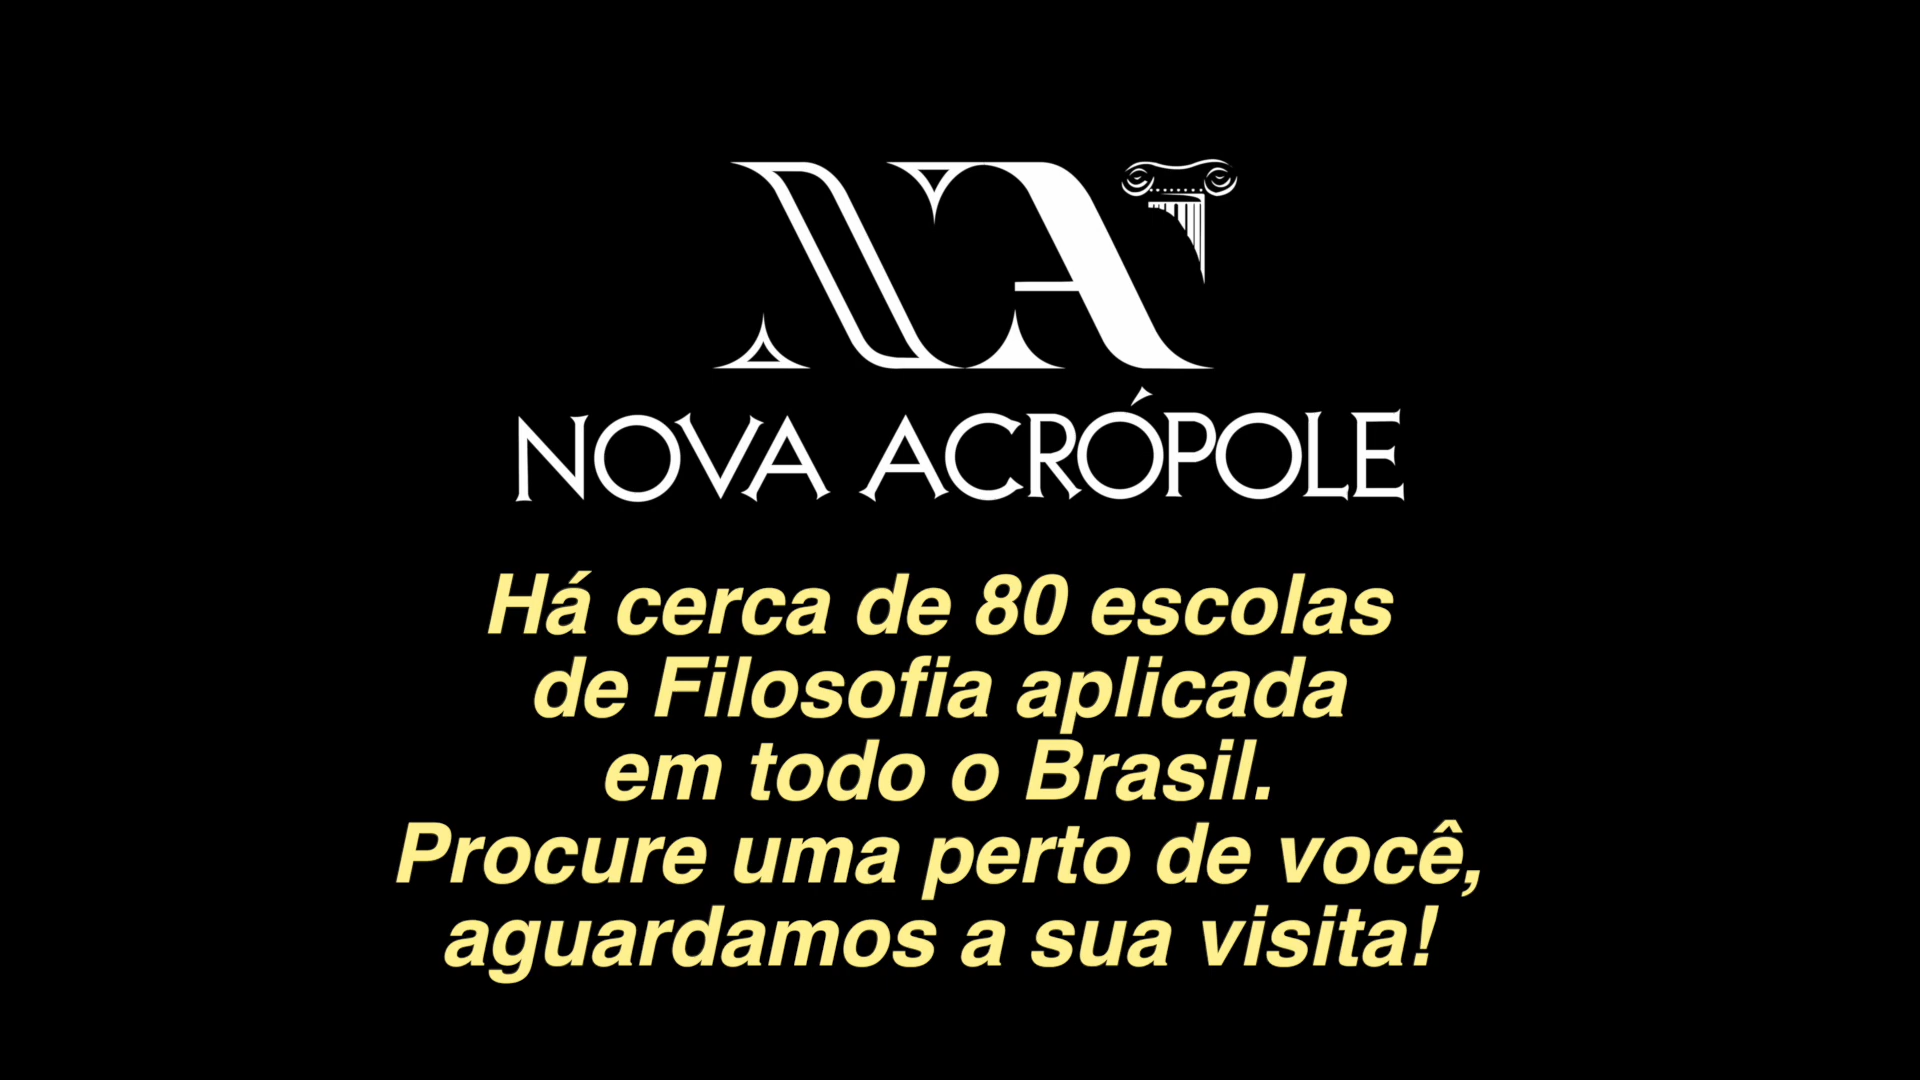 NA
NOVA ACRÓPOLE
Há cerca de 80 escolas
de Filosofia aplicada
em todo o Brasil.
Procure uma perto de você,
aguardamos a sua visita!